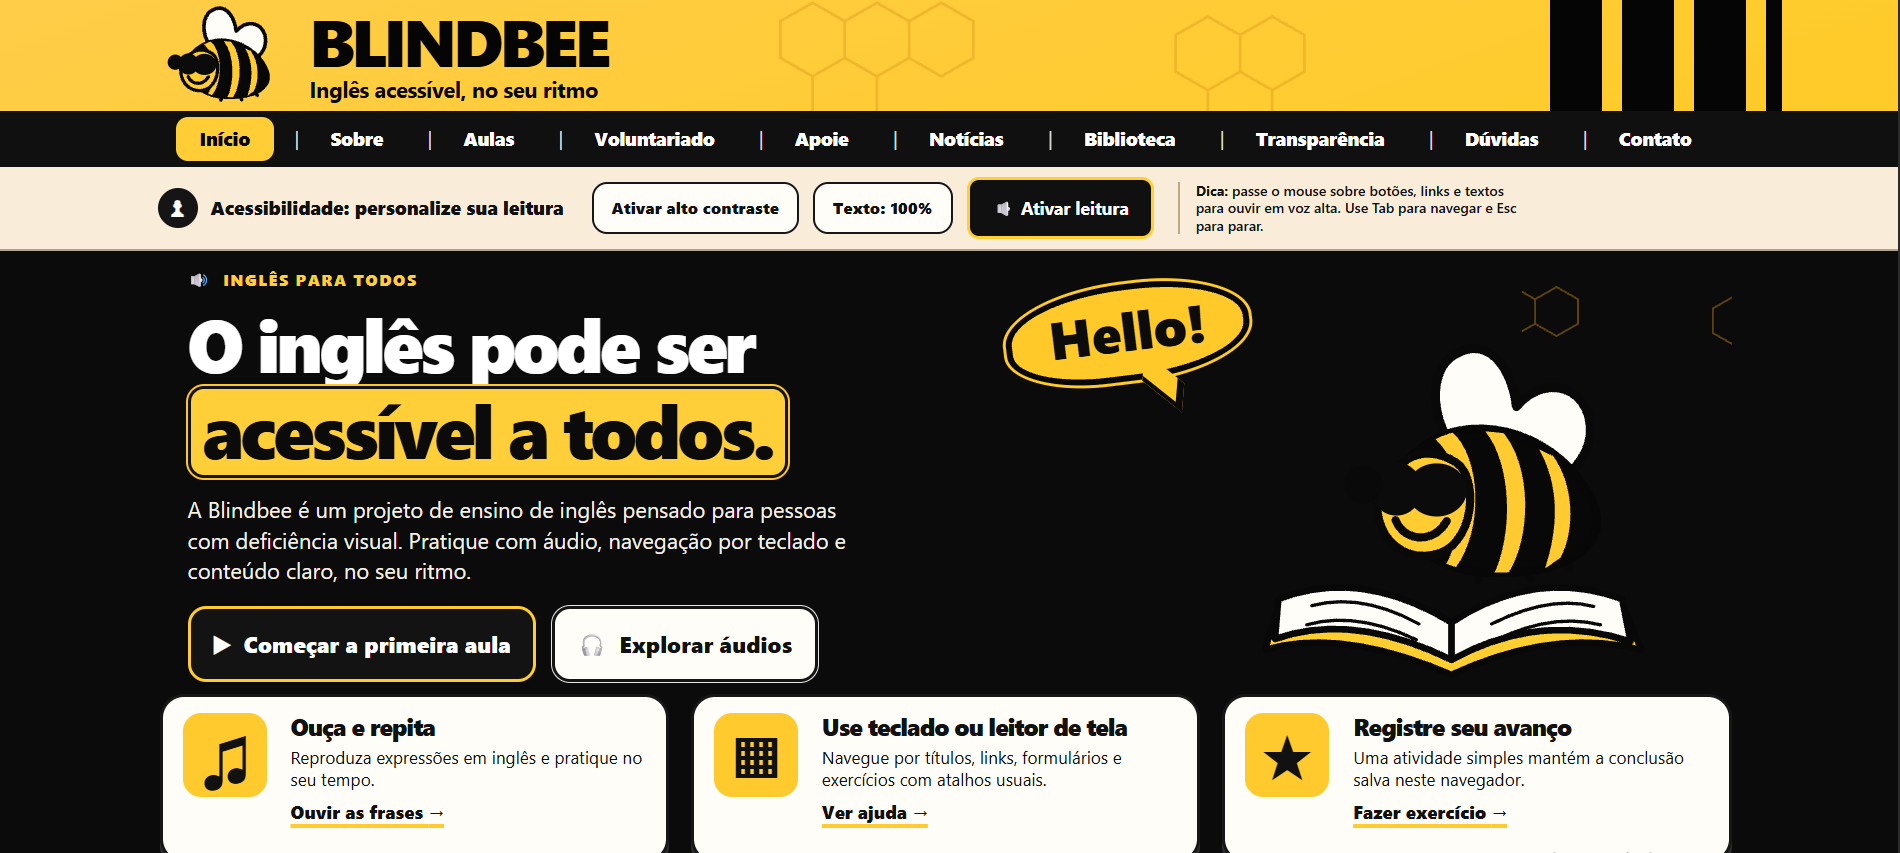 BLINDBEE
Inglês acessível, no seu ritmo
Início | Sobre | Aulas | Voluntariado | Apoie | Notícias | Biblioteca | Transparência | Dúvidas | Contato
Acessibilidade: personalize sua leitura
Ativar alto contraste
Texto: 100%
Ativar leitura
Dica: passe o mouse sobre botões, links e textos
para ouvir em voz alta. Use Tab para navegar e Esc
para parar.
INGLÊS PARA TODOS
O inglês pode ser
acessível a todos.
A Blindbee é um projeto de ensino de inglês pensado para pessoas
com deficiência visual. Pratique com áudio, navegação por teclado e
conteúdo claro, no seu ritmo.
Começar a primeira aula
Explorar áudios
Hello!
Ouça e repita
Reproduza expressões em inglês e pratique no
seu tempo.
Ouvir as frases →
Use teclado ou leitor de tela
Navegue por títulos, links, formulários e
exercícios com atalhos usuais.
Ver ajuda →
Registre seu avanço
Uma atividade simples mantém a conclusão
salva neste navegador.
Fazer exercício →